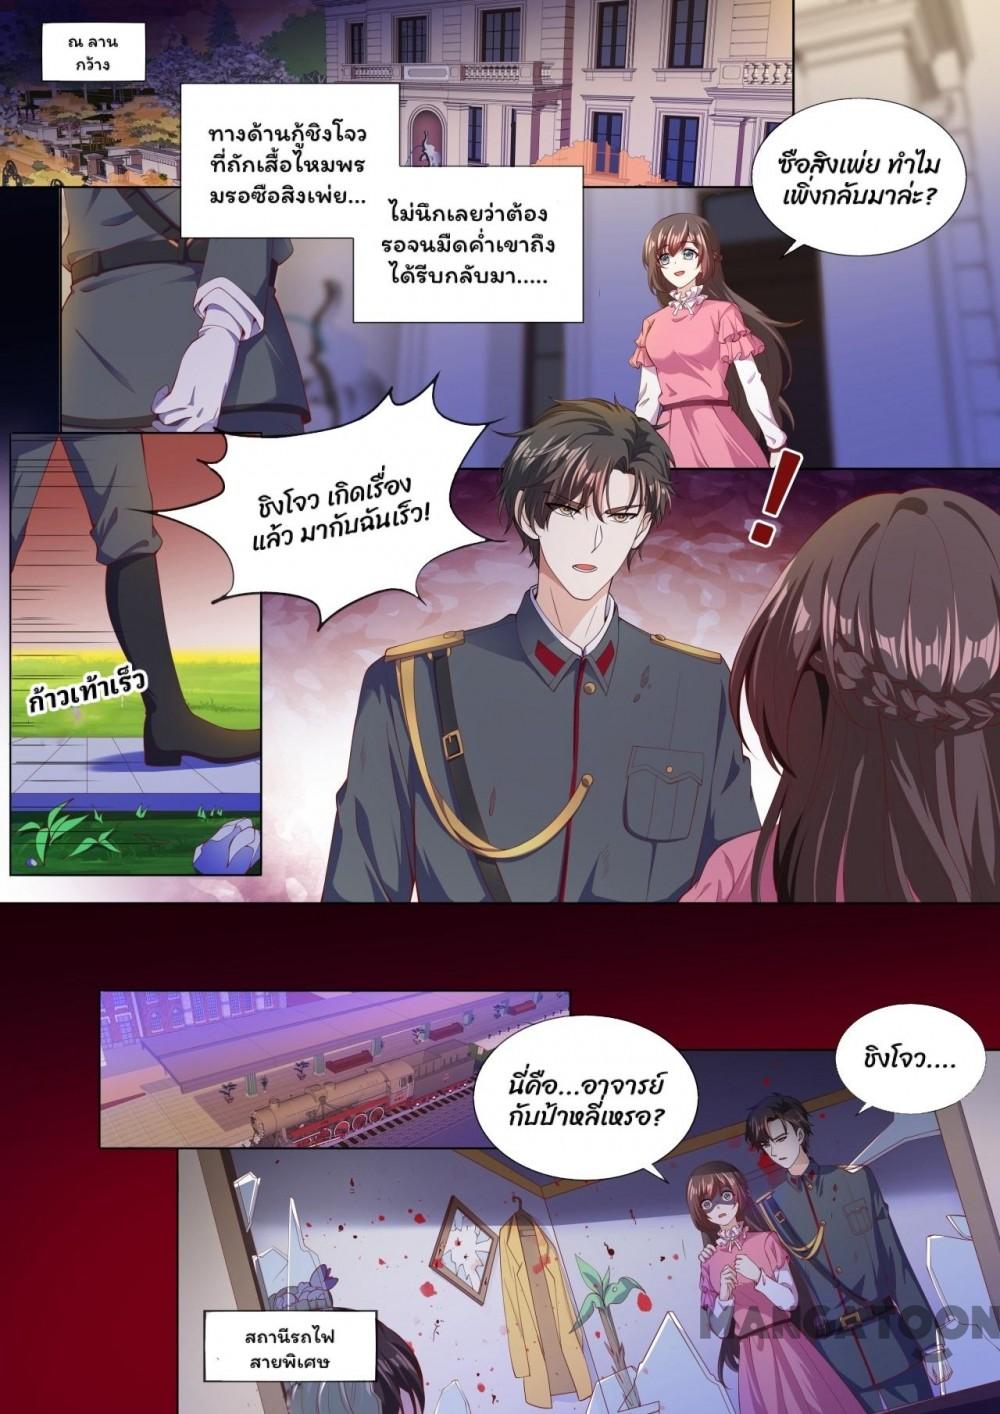 ณ ลาน
กว้าง
ทางด้านกู้ชิงโจว
ที่ถักเสื้อไหมพร
มรอซือสิงเพ่ย...
ไม่นึกเลยว่าต้อง
รอจนมืดค่ำเขาถึง
ได้รีบกลับมา.....
ซือสิงเพ่ย ทำไม
เพิ่งกลับมาล่ะ?
ชิงโจว เกิดเรื่อง
แล้ว มากับฉันเร็ว!
!
ก้าวเท้าเร็ว
นี่คือ...อาจารย์
กับป้าหลี่เหรอ?
ชิงโจว....
สถานีรถไฟ
สายพิเศษ
MANGATOON